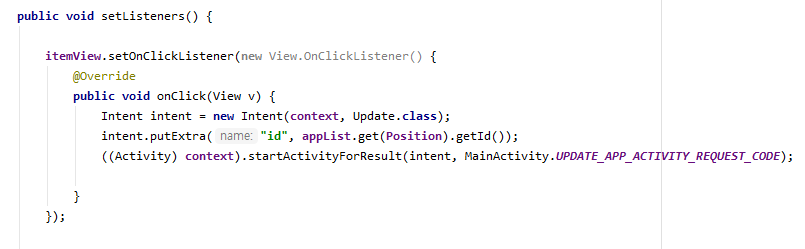 public void setListeners() {
itemView.setOnClickListener(new View.OnClickListener() {
@Override
public void onClick(View v) {
Intent intent = new Intent(context, Update.class);
intent.putExtra( name: "id", appList.get(Position).getId());
((Activity) context).startActivityForResult(intent, MainActivity.UPDATE_APP_ACTIVITY_REQUEST_CODE);
}
});